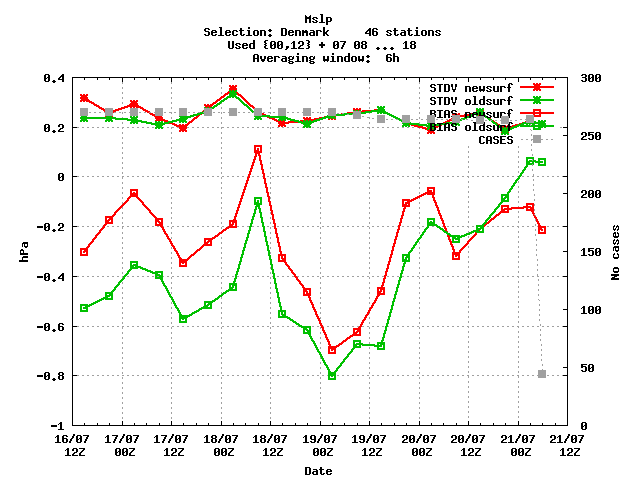 Mslp
Selection: Denmark 46 stations
Used {00,12} + 07 08 ... 18
Averaging window: 6h
0.4
0.2
0
-0.2
-0.4
-0.6
-0.8
-1
hPa
300
250
200
150
100
50
0
No cases
STDV newsurf
STDV oldsurf
BIAS newsurf
BIAS oldsurf
CASES
16/07 17/07 17/07 18/07 18/07 19/07 19/07 20/07 20/07 21/07 21/07
12Z 00Z 12Z 00Z 12Z 00Z 12Z 00Z 12Z 00Z 12Z
Date